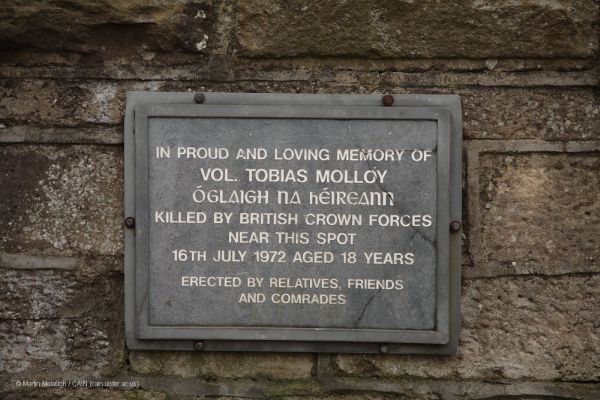 IN PROUD AND LOVING MEMORY OF
VOL. TOBIAS MOLLOY
ÓGLAIGH NA hÉIREANN
KILLED BY BRITISH CROWN FORCES
NEAR THIS SPOT
16TH JULY 1972 AGED 18 YEARS
ERECTED BY RELATIVES, FRIENDS
AND COMRADES
© Martin Melaugh / CAIN (cain.ulster.ac.uk)